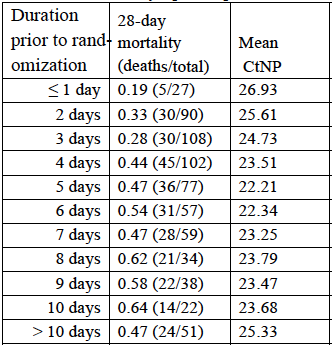 Duration prior to rand-omization | 28-day mortality (deaths/total) | Mean CtNP
≤ 1 day | 0.19 (5/27) | 26.93
2 days | 0.33 (30/90) | 25.61
3 days | 0.28 (30/108) | 24.73
4 days | 0.44 (45/102) | 23.51
5 days | 0.47 (36/77) | 22.21
6 days | 0.54 (31/57) | 22.34
7 days | 0.47 (28/59) | 23.25
8 days | 0.62 (21/34) | 23.79
9 days | 0.58 (22/38) | 23.47
10 days | 0.64 (14/22) | 23.68
> 10 days | 0.47 (24/51) | 25.33